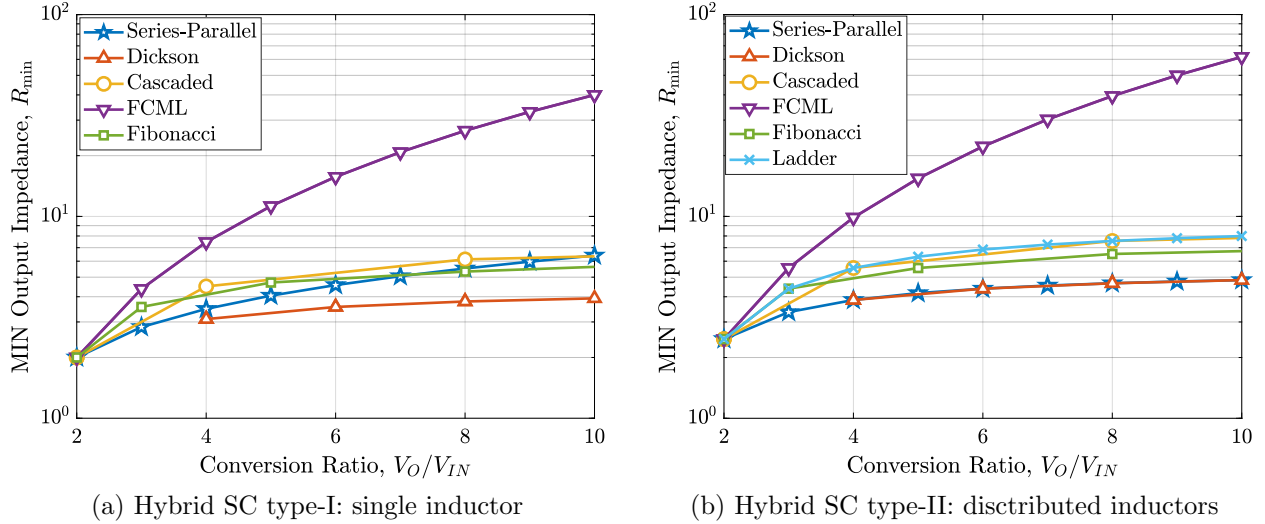 MIN Output Impedance, R_min
10^2
10^1
10^0
Series-Parallel
Dickson
Cascaded
FCML
Fibonacci
2 4 6 8 10
Conversion Ratio, V_O/V_IN
(a) Hybrid SC type-I: single inductor
MIN Output Impedance, R_min
10^2
10^1
10^0
Series-Parallel
Dickson
Cascaded
FCML
Fibonacci
Ladder
2 4 6 8 10
Conversion Ratio, V_O/V_IN
(b) Hybrid SC type-II: disctributed inductors